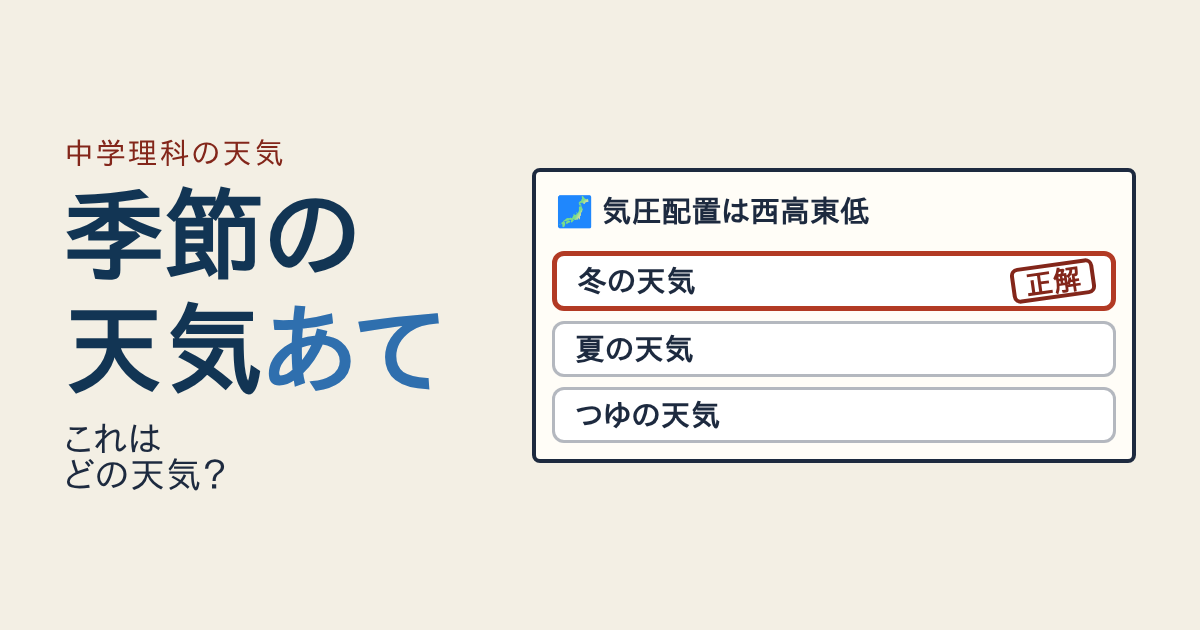 中学理科の天気
季節の
天気あて
これは
どの天気？
気圧配置は西高東低
冬の天気
正解
夏の天気
つゆの天気